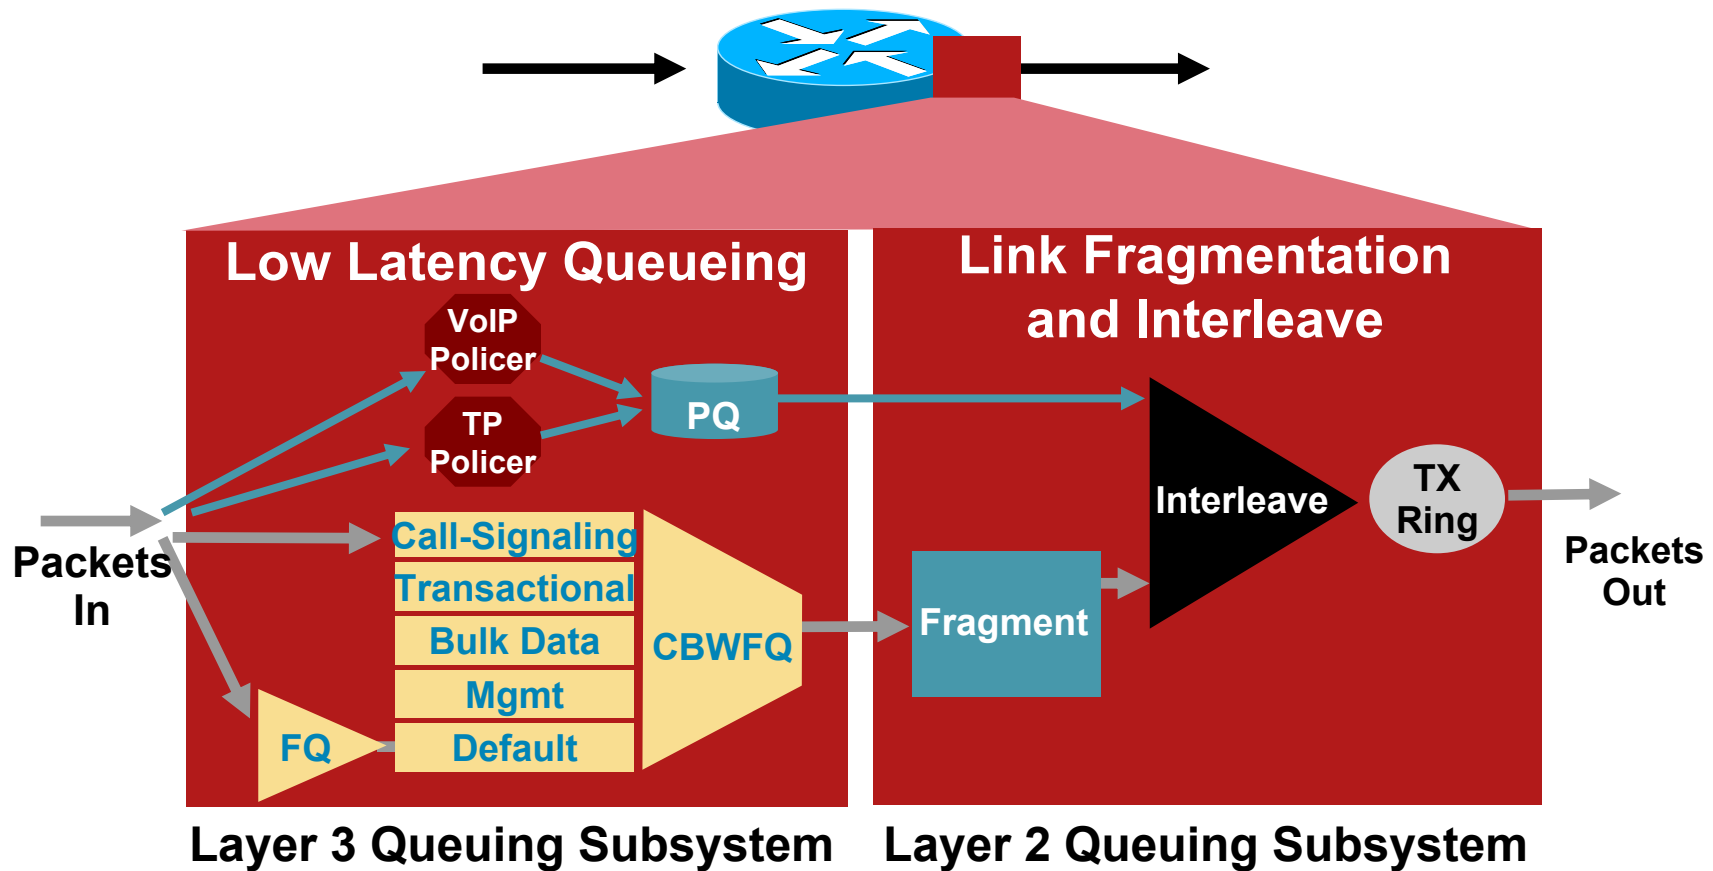 Low Latency Queueing
VoIP
Policer
TP
Policer
PQ
Packets
In
Call-Signaling
Transactional
Bulk Data
Mgmt
Default
FQ
CBWFQ
Layer 3 Queuing Subsystem
Link Fragmentation
and Interleave
Interleave
Fragment
TX
Ring
Packets
Out
Layer 2 Queuing Subsystem